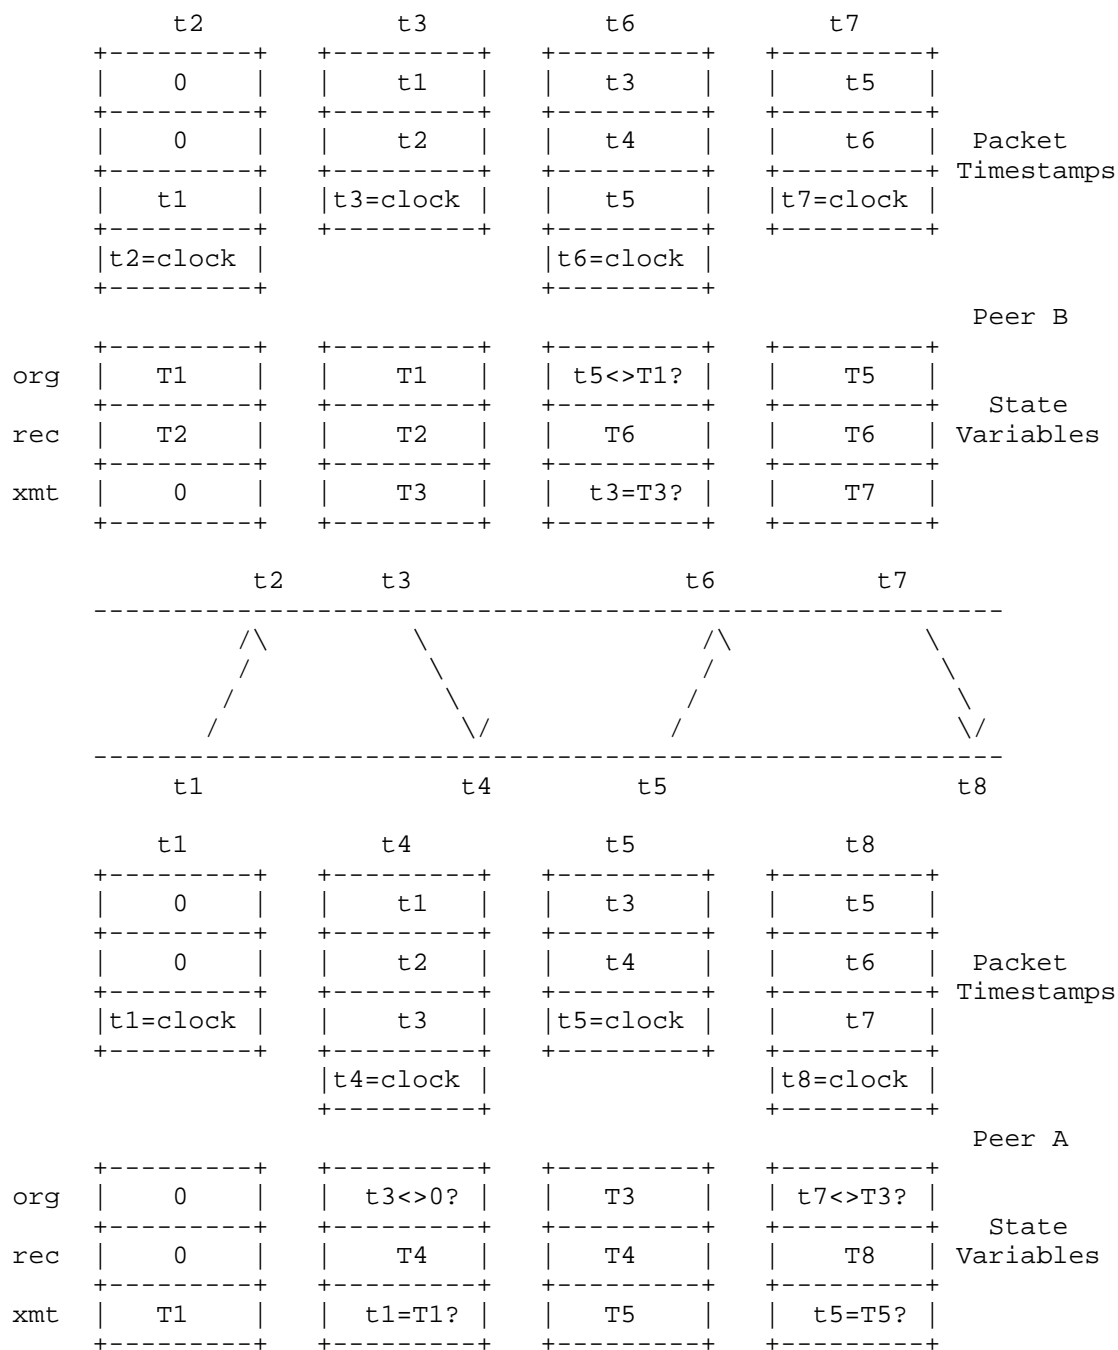 t2 t3 t6 t7
0 t1 t3 t5
0 t2 t4 t6 Packet
Timestamps
t1 t3=clock t5 t7=clock
t2=clock t6=clock
Peer B
org T1 T1 t5<>T1? T5
State
rec T2 T2 T6 T6 Variables
xmt 0 T3 t3=T3? T7
t2 t3 t6 t7
t1 t4 t5 t8
t1 t4 t5 t8
0 t1 t3 t5
0 t2 t4 t6 Packet
Timestamps
t1=clock t3 t5=clock t7
t4=clock t8=clock
Peer A
org 0 t3<>0? T3 t7<>T3?
State
rec 0 T4 T4 T8 Variables
xmt T1 t1=T1? T5 t5=T5?